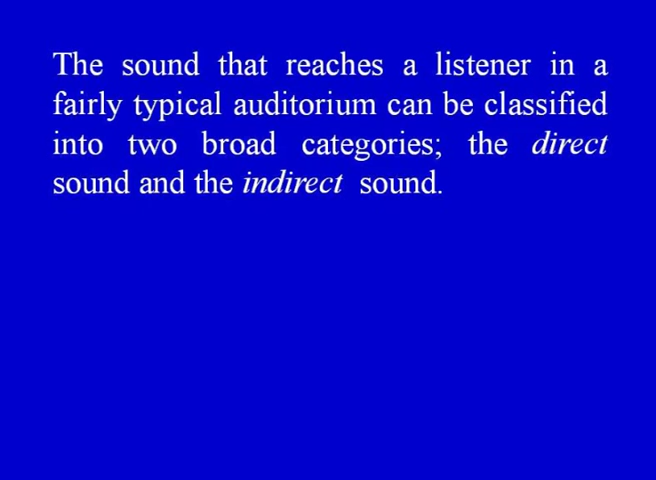 The sound that reaches a listener in a
fairly typical auditorium can be classified
into two broad categories; the direct
sound and the indirect sound.